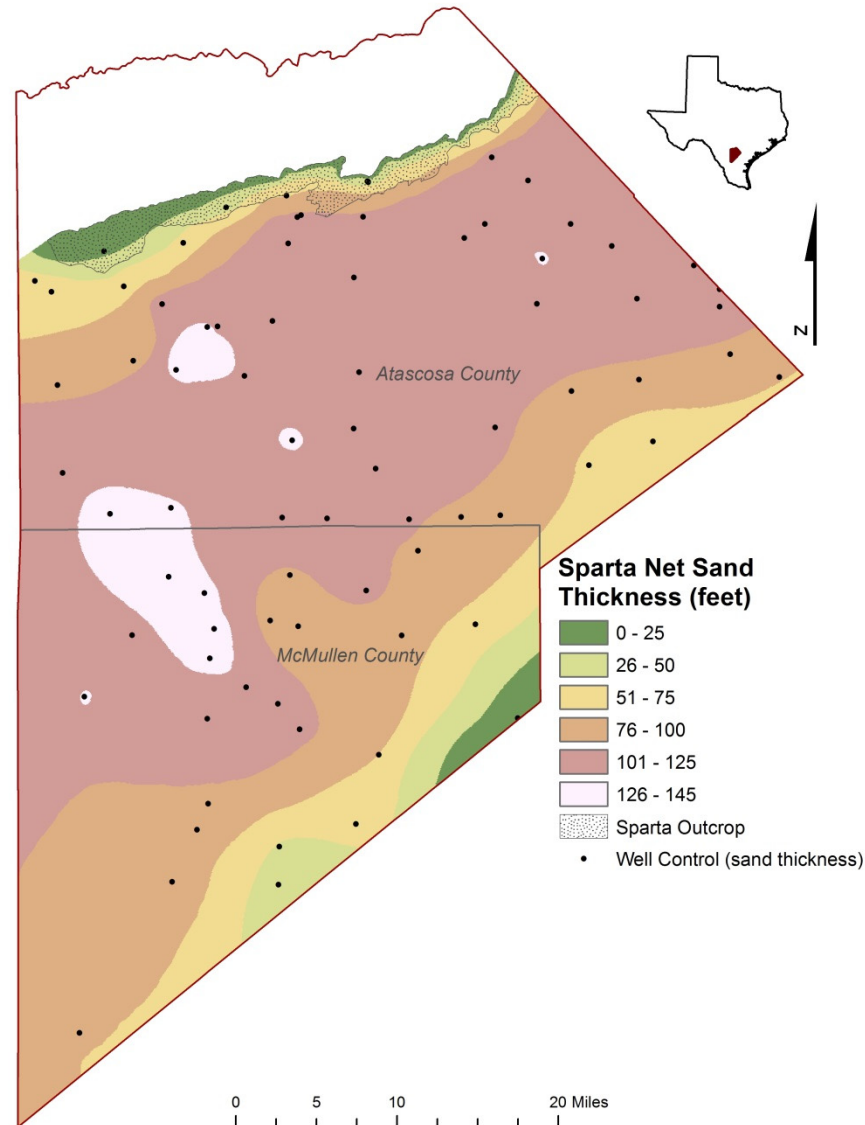 N
Atascosa County
McMullen County
Sparta Net Sand
Thickness (feet)
0 - 25
26 - 50
51 - 75
76 - 100
101 - 125
126 - 145
Sparta Outcrop
Well Control (sand thickness)
0 5 10 20 Miles